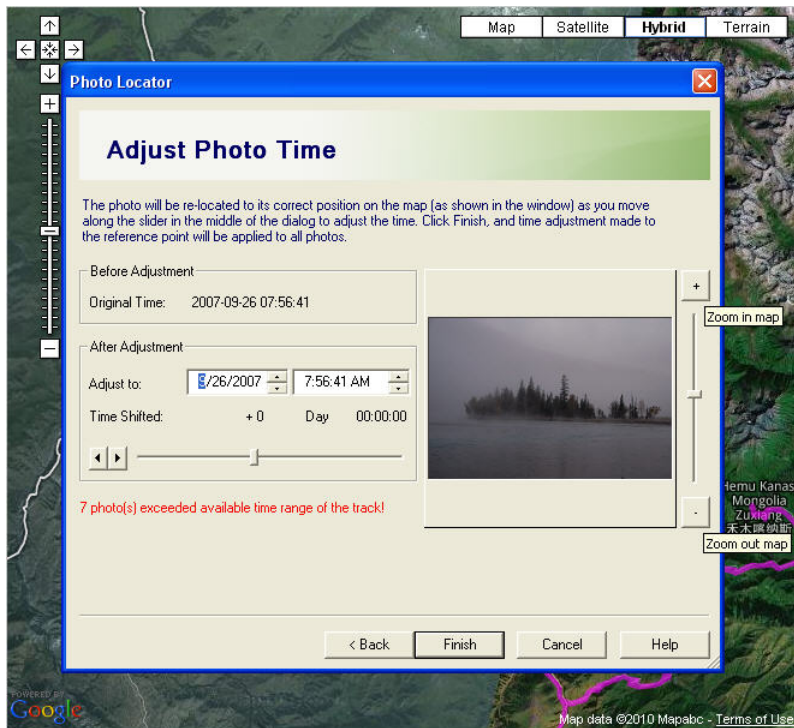 Map Satellite Hybrid Terrain
Photo Locator
Adjust Photo Time
The photo will be re-located to its correct position on the map (as shown in the window) as you move
along the slider in the middle of the dialog to adjust the time. Click Finish, and time adjustment made to
the reference point will be applied to all photos.
Before Adjustment
Original Time: 2007-09-26 07:56:41
+
Zoom in map
After Adjustment
Adjust to: 9/26/2007 7:56:41 AM
Time Shifted: + 0 Day 00:00:00
7 photo(s) exceeded available time range of the track!
Hemu Kanas
Mongolia
Zuxiang
禾木喀纳斯
-
Zoom out map
< Back Finish Cancel Help
POWERED BY
Google
Map data ©2010 Mapabc - Terms of Use